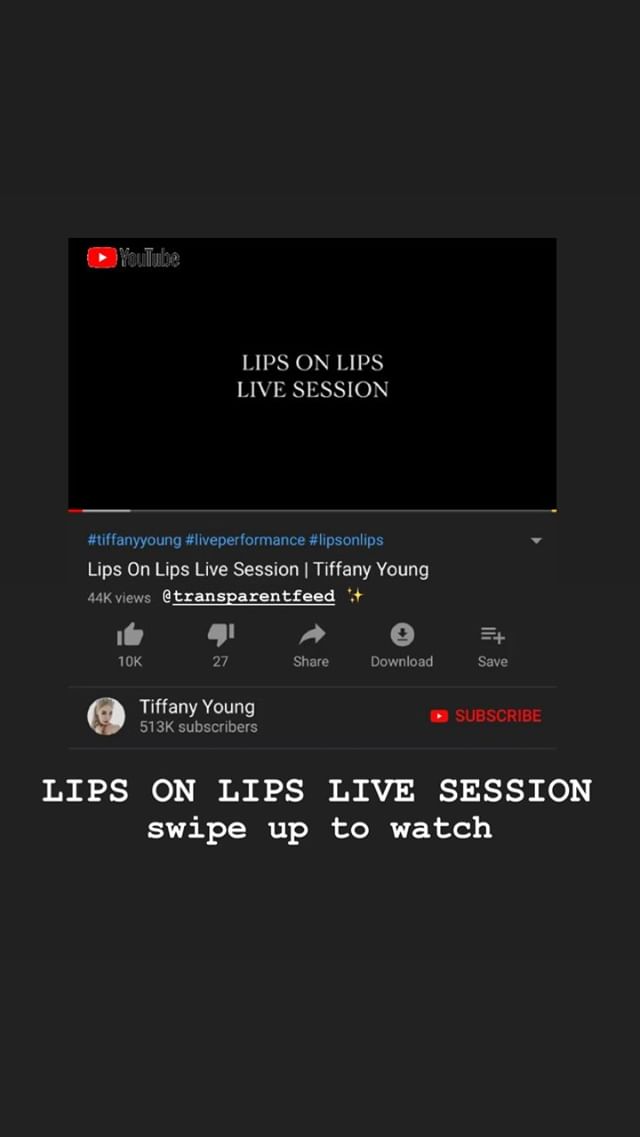 YouTube
LIPS ON LIPS
LIVE SESSION
#tiffanyyoung #liveperformance #lipsonlips
Lips On Lips Live Session | Tiffany Young
44K views @transparentfeed ✨
10K 27 Share Download Save
Tiffany Young
513K subscribers
SUBSCRIBE
LIPS ON LIPS LIVE SESSION
swipe up to watch